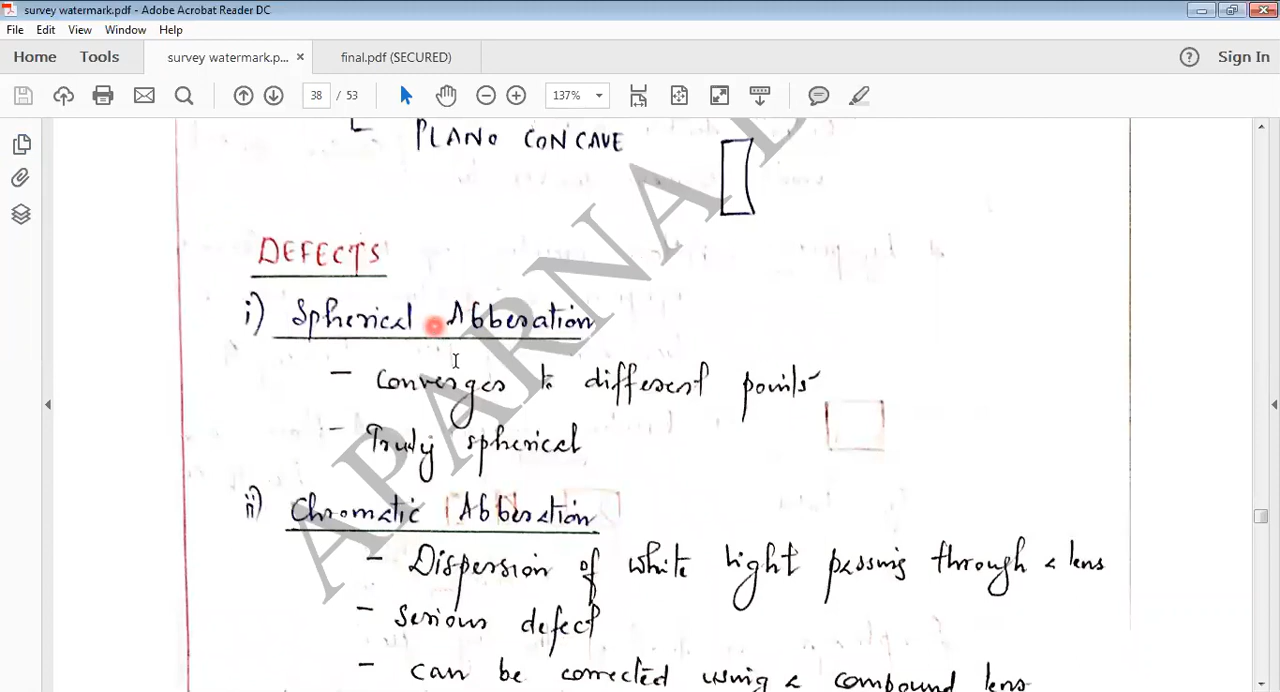 survey watermark.pdf - Adobe Acrobat Reader DC
File Edit View Window Help
Home Tools survey watermark.p... × final.pdf (SECURED) Sign In
38 / 53 137%
PLANO CONCAVE
DEFECTS
i) Spherical Abberation
- Converges to different points
- Truly spherical
ii) Chromatic Abberation
- Dispersion of white light passing through a lens
- serious defect
- can be corrected using a compound lens
APARNA